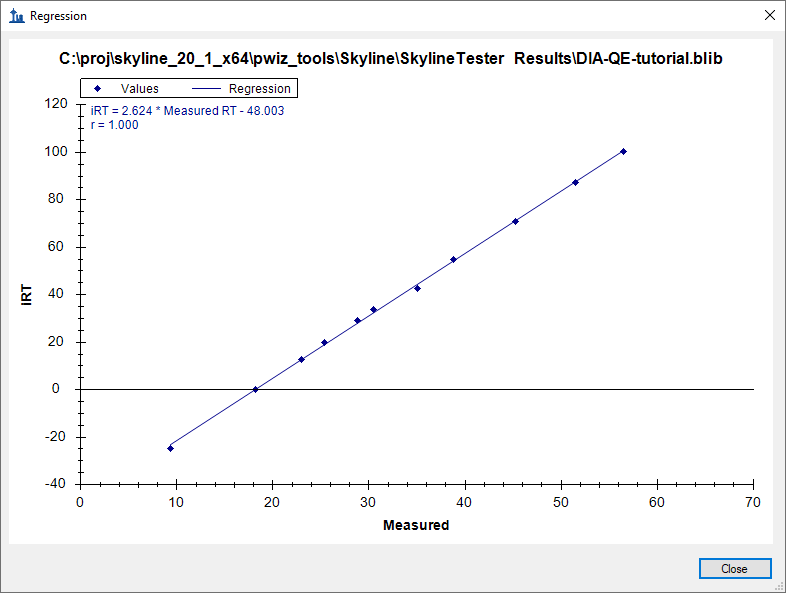 Regression
C:\proj\skyline_20_1_x64\pwiz_tools\Skyline\SkylineTester Results\DIA-QE-tutorial.blib
Values Regression
iRT = 2.624 * Measured RT - 48.003
r = 1.000
120
100
80
60
40
20
0
-20
-40
iRT
0 10 20 30 40 50 60 70
Measured
Close